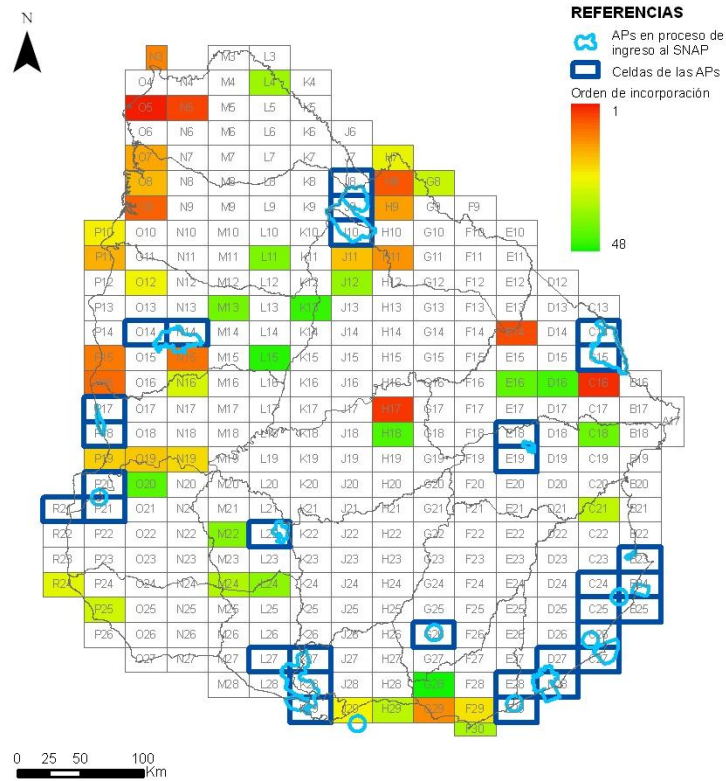 N
REFERENCIAS
APs en proceso de
ingreso al SNAP
Celdas de las APs
Orden de incorporación
1
48
N3 M3 L3
O4 N4 M4 L4 K4
O5 N5 M5 L5 K5
O6 N6 M6 L6 K6 J6
O7 N7 M7 L7 K7 J7 H7
O8 N8 M8 L8 K8 J8 H8 G8
N9 M9 L9 K9 J9 H9 G9 F9
P10 O10 N10 M10 L10 K10 J10 H10 G10 F10 E10
P11 O11 N11 M11 L11 K11 J11 H11 G11 F11 E11
P12 O12 N12 M12 L12 K12 J12 H12 G12 F12 E12 D12
P13 O13 N13 M13 L13 K13 J13 H13 G13 F13 E13 D13 C13
P14 O14 N14 M14 L14 K14 J14 H14 G14 F14 D14
P15 O15 N15 M15 L15 K15 J15 H15 G15 F15 E15 D15 C15
O16 N16 M16 L16 K16 J16 H16 G16 F16 E16 D16 C16 B16
O17 N17 M17 L17 K17 J17 H17 G17 F17 E17 D17 C17 B17
P18 O18 N18 M18 L18 K18 J18 H18 G18 F18 E18 D18 C18 B18
P19 O19 N19 M19 L19 K19 J19 H19 G19 F19 E19 D19 C19 B19
P20 O20 N20 M20 L20 K20 J20 H20 G20 F20 E20 D20 C20 B20
R21 P21 O21 N21 M21 L21 K21 J21 H21 G21 F21 E21 D21 C21 B21
R22 P22 O22 N22 M22 K22 J22 H22 G22 F22 E22 D22 C22 B22
R23 P23 O23 N23 M23 L23 K23 J23 H23 G23 F23 E23 D23 C23 B23
R24 P24 O24 N24 M24 L24 K24 J24 H24 G24 F24 E24 D24 C24 B24
P25 O25 N25 M25 L25 K25 J25 H25 G25 F25 E25 D25 C25 B25
P26 O26 N26 M26 L26 K26 J26 H26 G26 F26 E26 D26
O27 N27 M27 L27 J27 H27 G27 F27 E27 D27 C27
M28 L28 K28 J28 H28 G28 F28 E28
H29 G29 F29
F30
0 25 50 100
Km